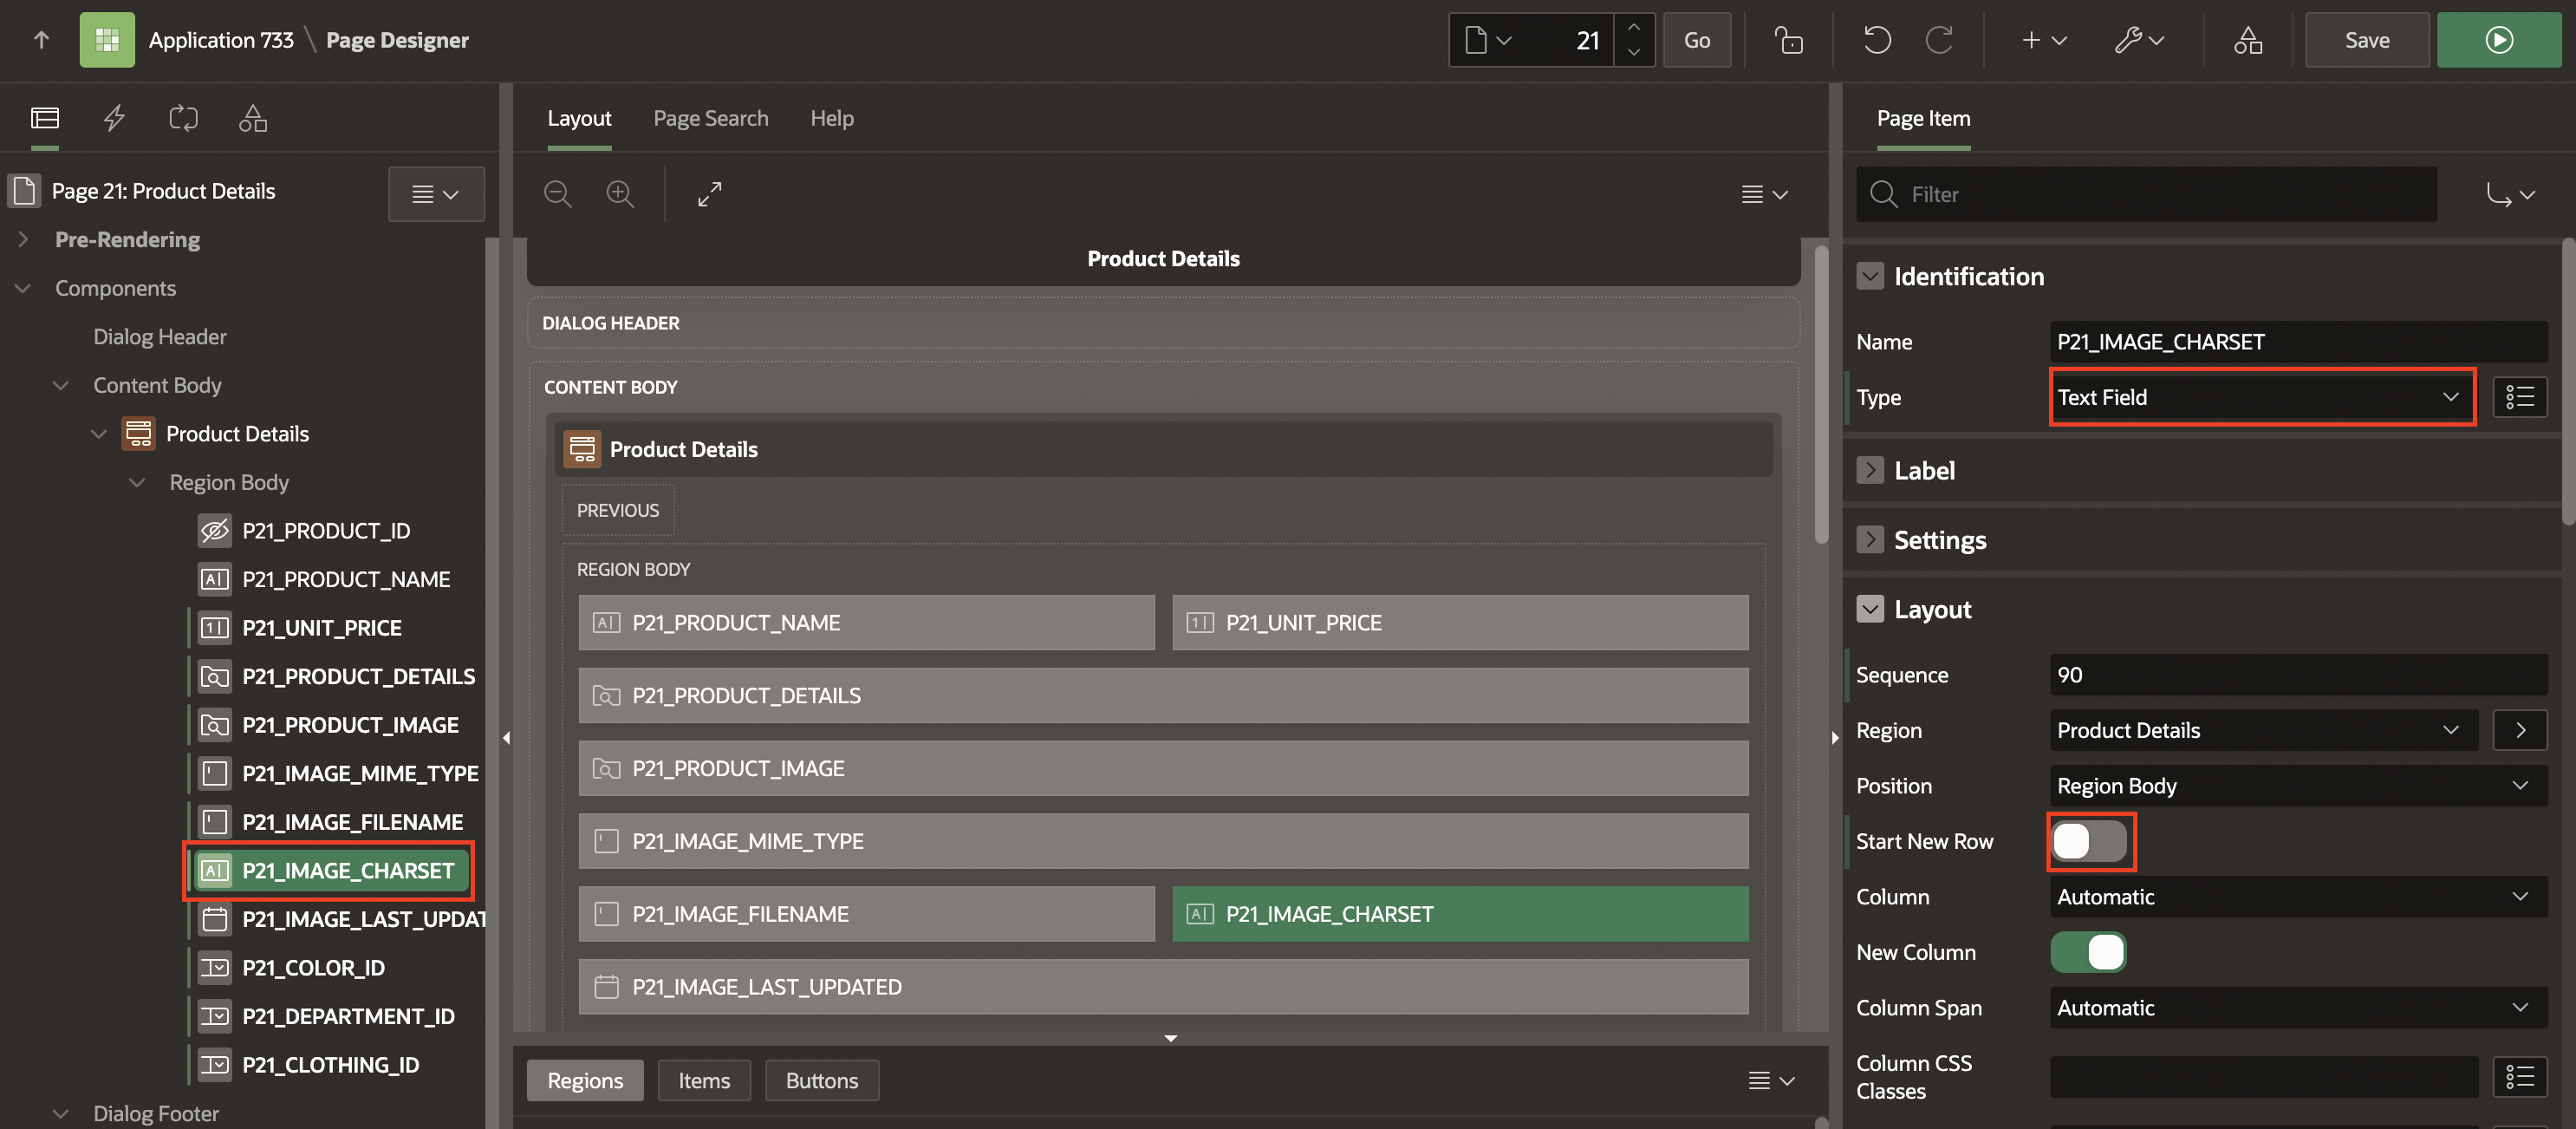 Application 733 \ Page Designer
21
Go
Save
Page 21: Product Details
Pre-Rendering
Components
Dialog Header
Content Body
Product Details
Region Body
P21_PRODUCT_ID
P21_PRODUCT_NAME
P21_UNIT_PRICE
P21_PRODUCT_DETAILS
P21_PRODUCT_IMAGE
P21_IMAGE_MIME_TYPE
P21_IMAGE_FILENAME
P21_IMAGE_CHARSET
P21_IMAGE_LAST_UPDAT
P21_COLOR_ID
P21_DEPARTMENT_ID
P21_CLOTHING_ID
Dialog Footer
Layout
Page Search
Help
Product Details
DIALOG HEADER
CONTENT BODY
Product Details
PREVIOUS
REGION BODY
P21_PRODUCT_NAME
P21_UNIT_PRICE
P21_PRODUCT_DETAILS
P21_PRODUCT_IMAGE
P21_IMAGE_MIME_TYPE
P21_IMAGE_FILENAME
P21_IMAGE_CHARSET
P21_IMAGE_LAST_UPDATED
Regions
Items
Buttons
Page Item
Filter
Identification
Name
P21_IMAGE_CHARSET
Type
Text Field
Label
Settings
Layout
Sequence
90
Region
Product Details
Position
Region Body
Start New Row
Column
Automatic
New Column
Column Span
Automatic
Column CSS
Classes